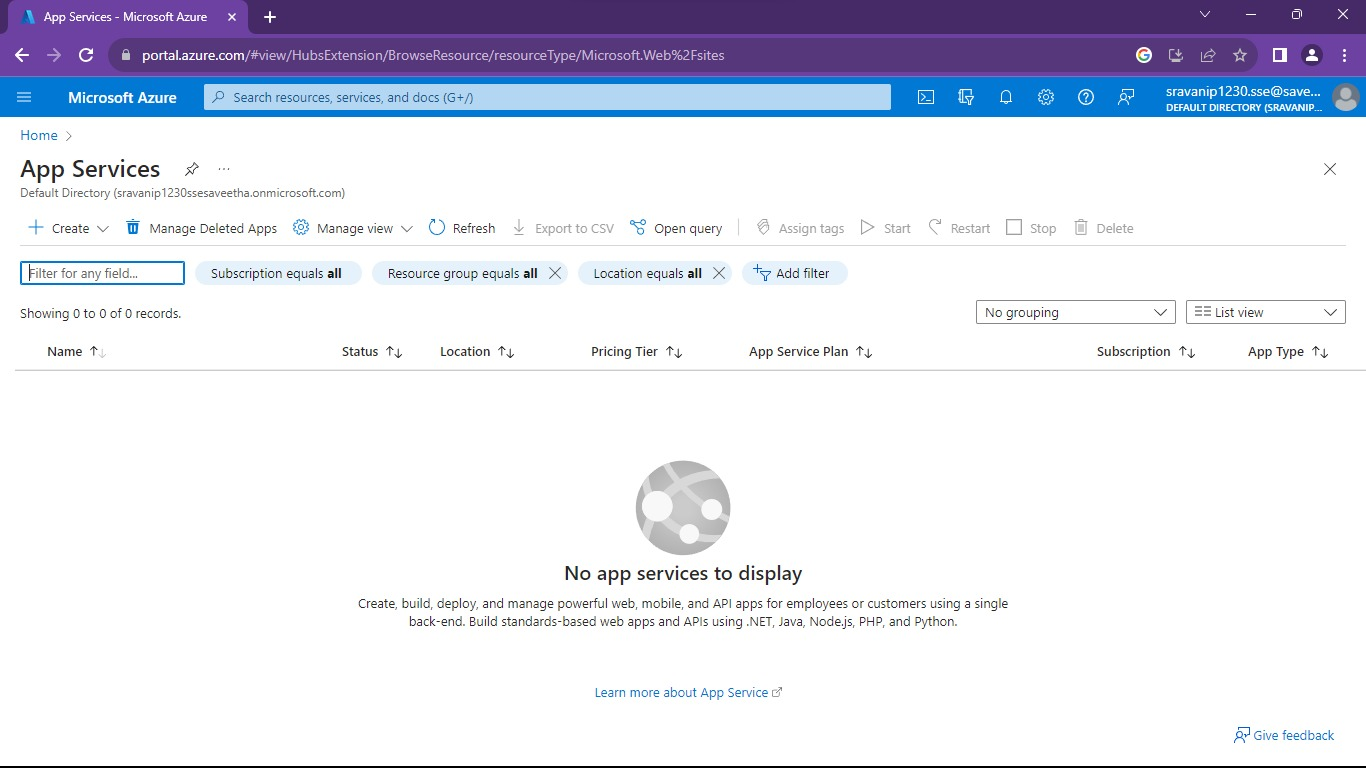 App Services - Microsoft Azure
portal.azure.com/#view/HubsExtension/BrowseResource/resourceType/Microsoft.Web%2Fsites
Microsoft Azure
Search resources, services, and docs (G+/)
sravanip1230.sse@save...
DEFAULT DIRECTORY (SRAVANIP...
Home
App Services
Default Directory (sravanip1230ssesaveetha.onmicrosoft.com)
Create Manage Deleted Apps Manage view Refresh Export to CSV Open query Assign tags Start Restart Stop Delete
Filter for any field... Subscription equals all Resource group equals all Location equals all Add filter
Showing 0 to 0 of 0 records. No grouping List view
Name Status Location Pricing Tier App Service Plan Subscription App Type
No app services to display
Create, build, deploy, and manage powerful web, mobile, and API apps for employees or customers using a single
back-end. Build standards-based web apps and APIs using .NET, Java, Node.js, PHP, and Python.
Learn more about App Service
Give feedback